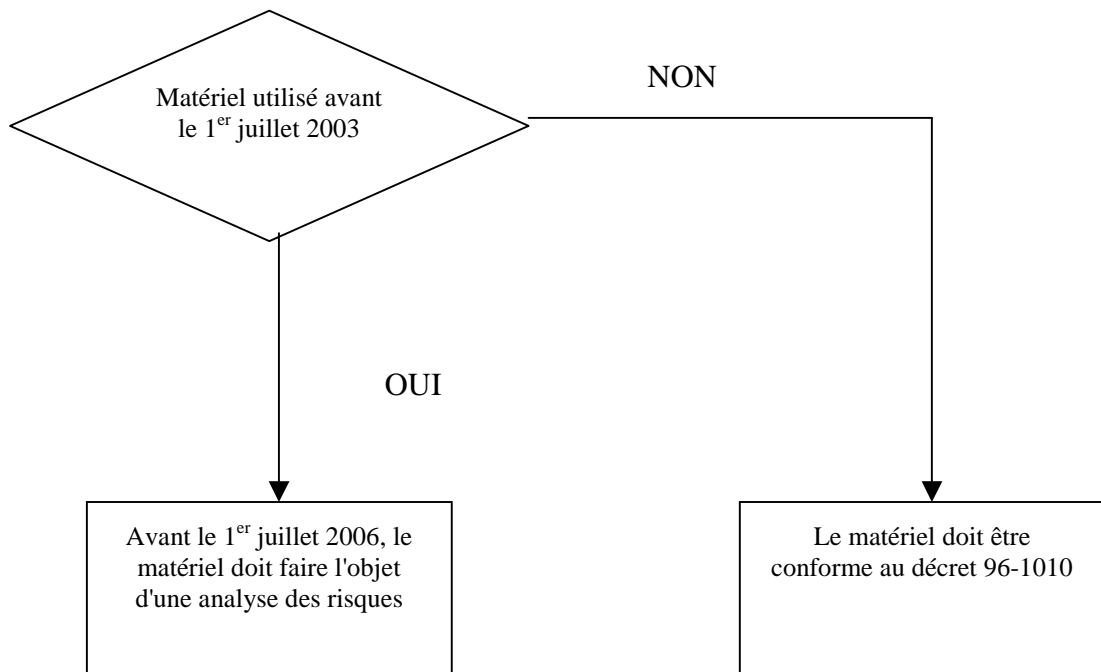 Matériel utilisé avant
le 1er juillet 2003
NON
OUI
Avant le 1er juillet 2006, le
matériel doit faire l'objet
d'une analyse des risques
Le matériel doit être
conforme au décret 96-1010